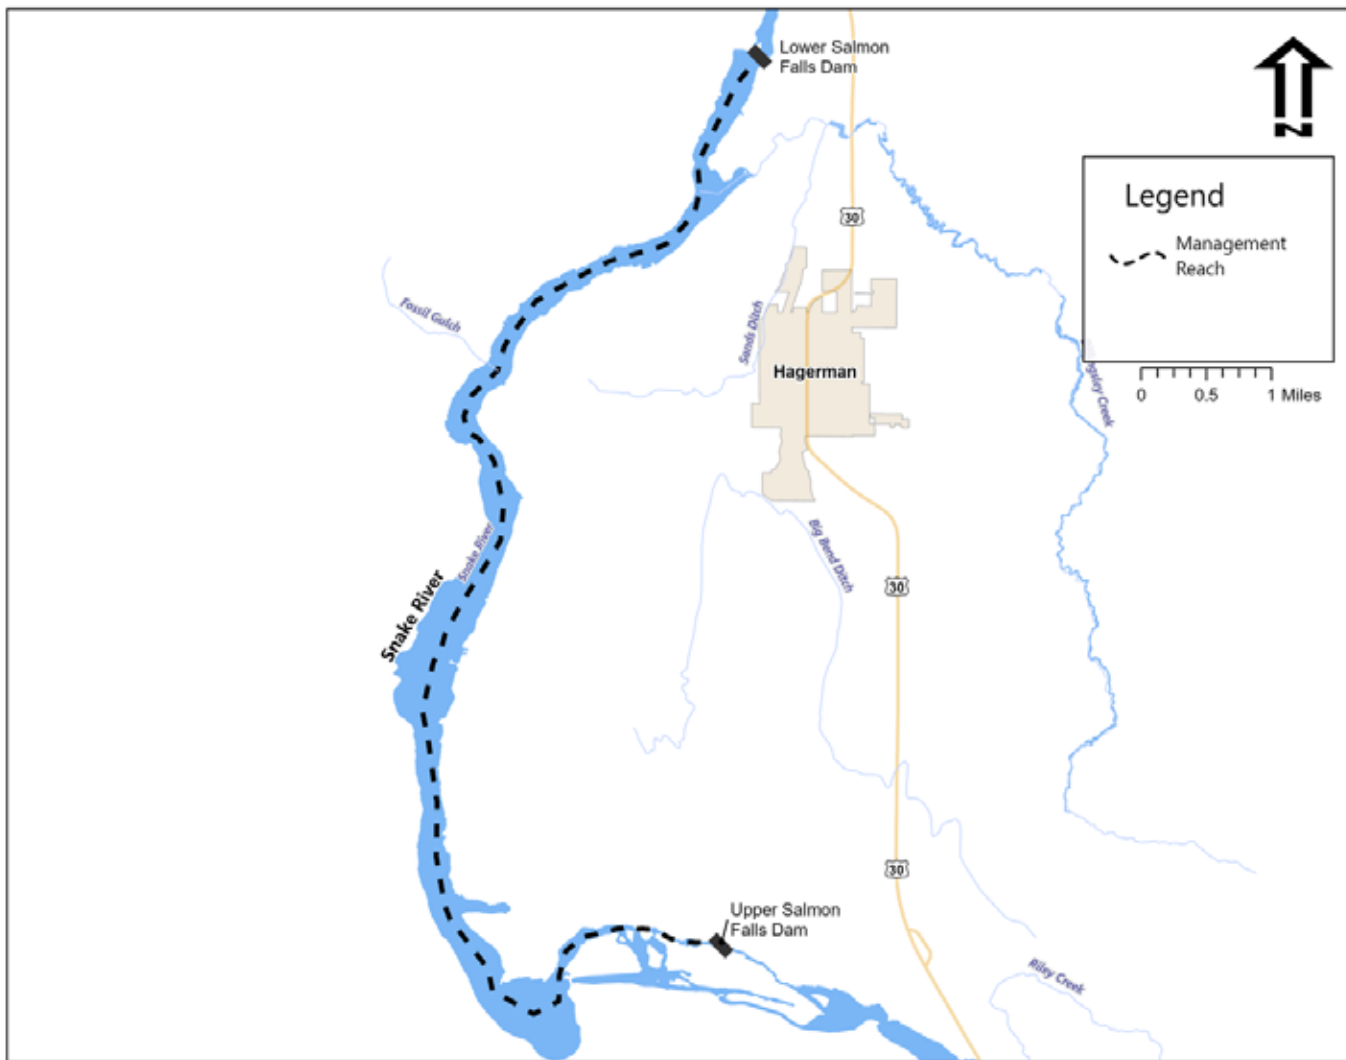 Lower Salmon
Falls Dam
N
Legend
Management
Reach
30
Fossil Gulch
Sands Ditch
Hagerman
0 0.5 1 Miles
Creek
Snake River
Snake River
Big Bend Ditch
30
30
Upper Salmon
Falls Dam
Riley Creek